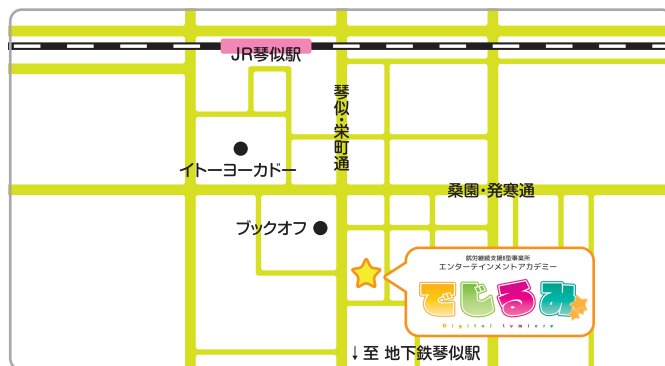 JR琴似駅
琴似・栄町通
イトーヨーカドー
桑園・発寒通
ブックオフ
就労継続支援B型事業所
エンターテインメントアカデミー
でじるみ
Digital lumiere
↓至 地下鉄琴似駅